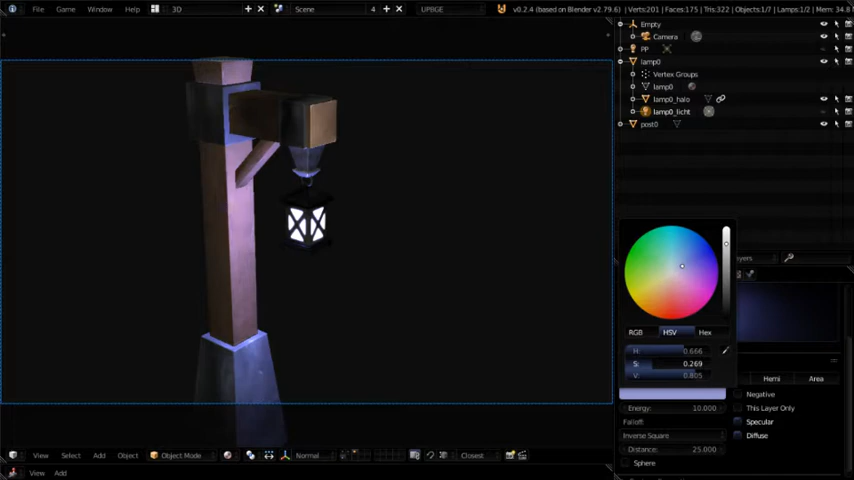 File Game Window 3D Scene 4 UPBGE v0.2.4 (based on Blender v2.79.6) Verts:201 Faces:175 Tris:322 Objects:1/7 Lamps:1/2 Mem: 34.8
Empty
Camera
PP
lamp0
Vertex Groups
lamp0
lamp0_halo
lamp0_licht
post0
ayers
RGB HSV Hex
H: 0.666
S: 0.269
V: 0.805
Hemi Area
Negative
Energy: 10.000 This Layer Only
Falloff: Specular
Inverse Square Diffuse
Distance: 25.000
Sphere
View Select Add Object Object Mode Normal Closest
View Add